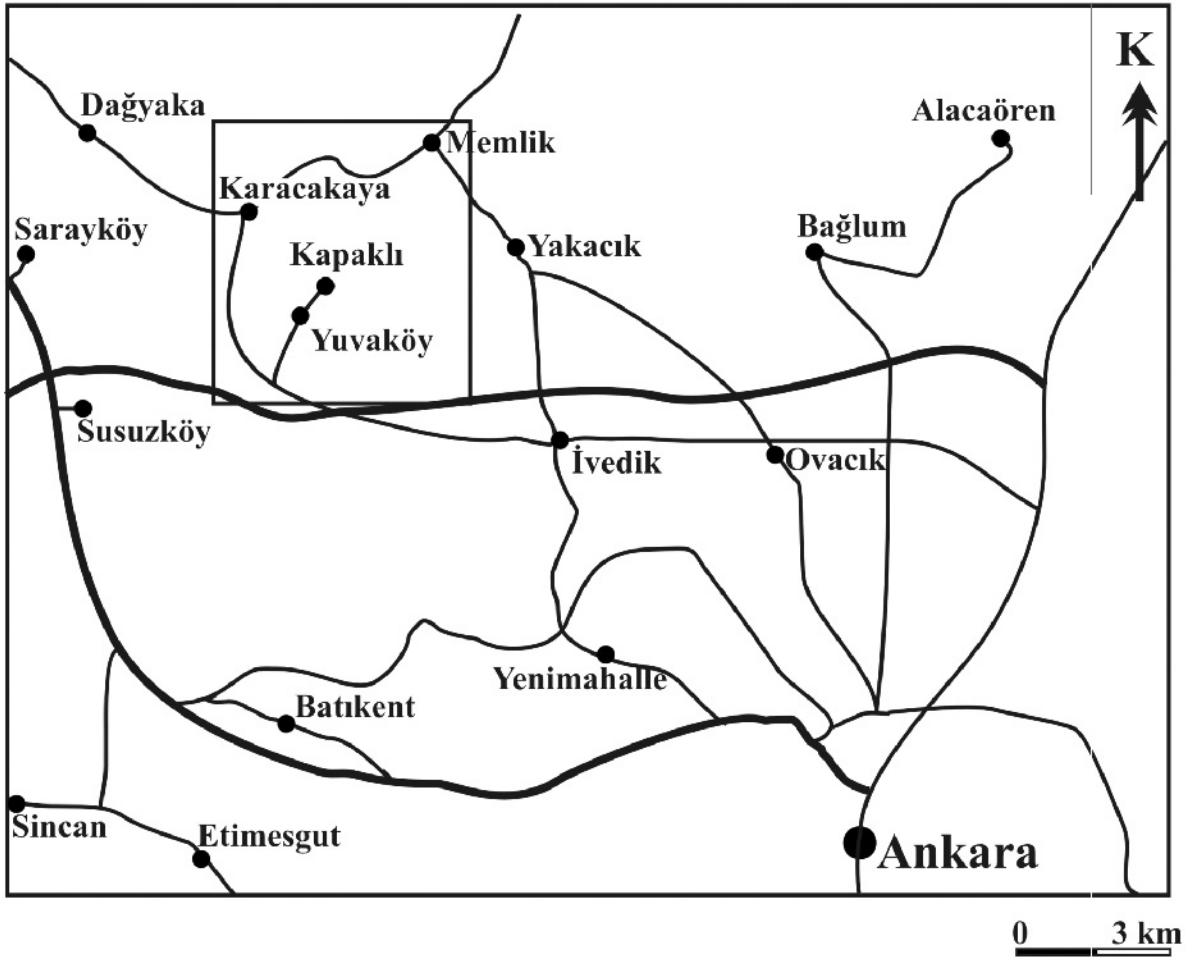 K
Dağyaka
Alacaören
Memlik
Karacakaya
Sarayköy
Bağlum
Yakacık
Kapaklı
Yuvaköy
Susuzköy
İvedik
Ovacık
Yenimahalle
Batıkent
Sincan
Etimesgut
Ankara
0 3 km